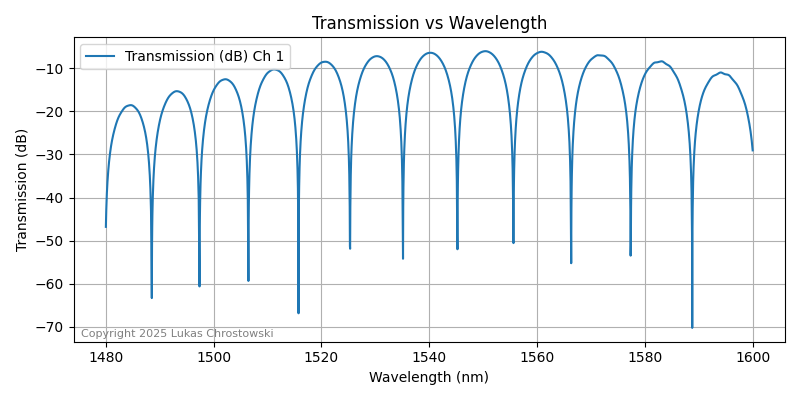 Transmission vs Wavelength
Transmission (dB) Ch 1
Transmission (dB)
−10
−20
−30
−40
−50
−60
−70
Copyright 2025 Lukas Chrostowski
1480 1500 1520 1540 1560 1580 1600
Wavelength (nm)